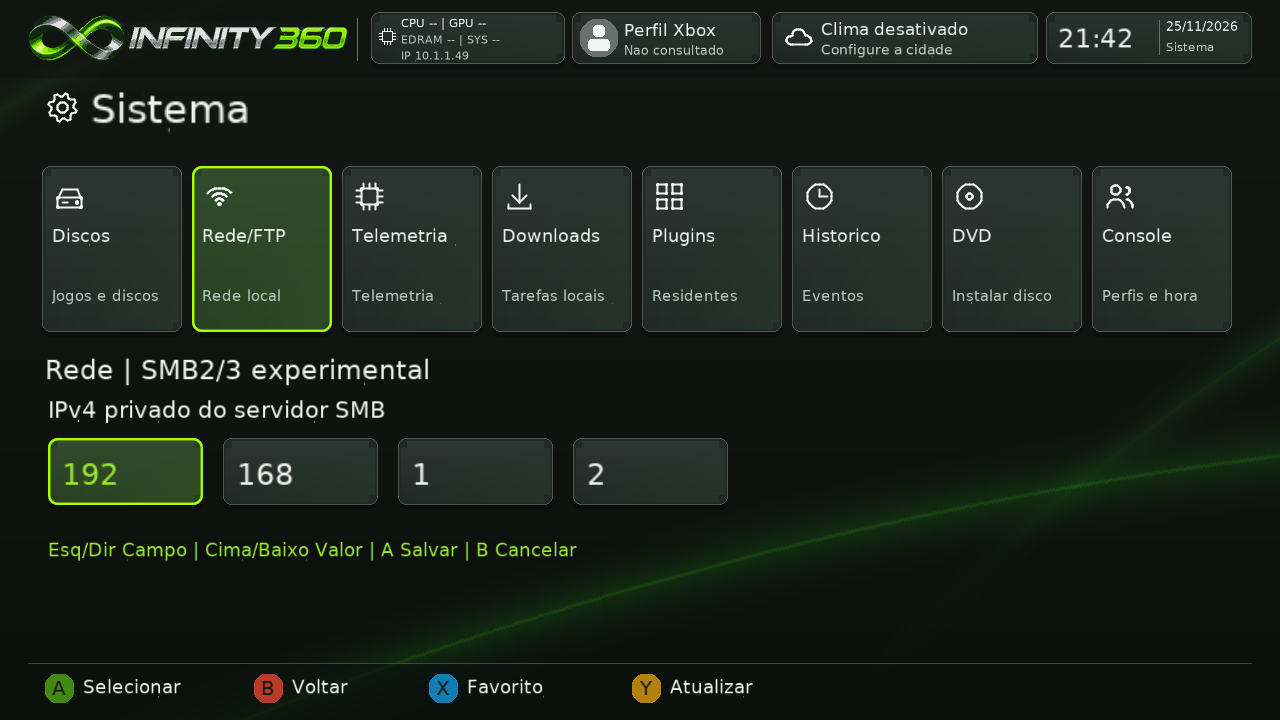 INFINITY 360
CPU -- | GPU --
EDRAM -- | SYS --
IP 10.1.1.49
Perfil Xbox
Nao consultado
Clima desativado
Configure a cidade
21:42
25/11/2026
Sistema
Sistema
Discos
Jogos e discos
Rede/FTP
Rede local
Telemetria
Telemetria
Downloads
Tarefas locais
Plugins
Residentes
Historico
Eventos
DVD
Instalar disco
Console
Perfis e hora
Rede | SMB2/3 experimental
IPv4 privado do servidor SMB
192 168 1 2
Esq/Dir Campo | Cima/Baixo Valor | A Salvar | B Cancelar
A Selecionar B Voltar X Favorito Y Atualizar